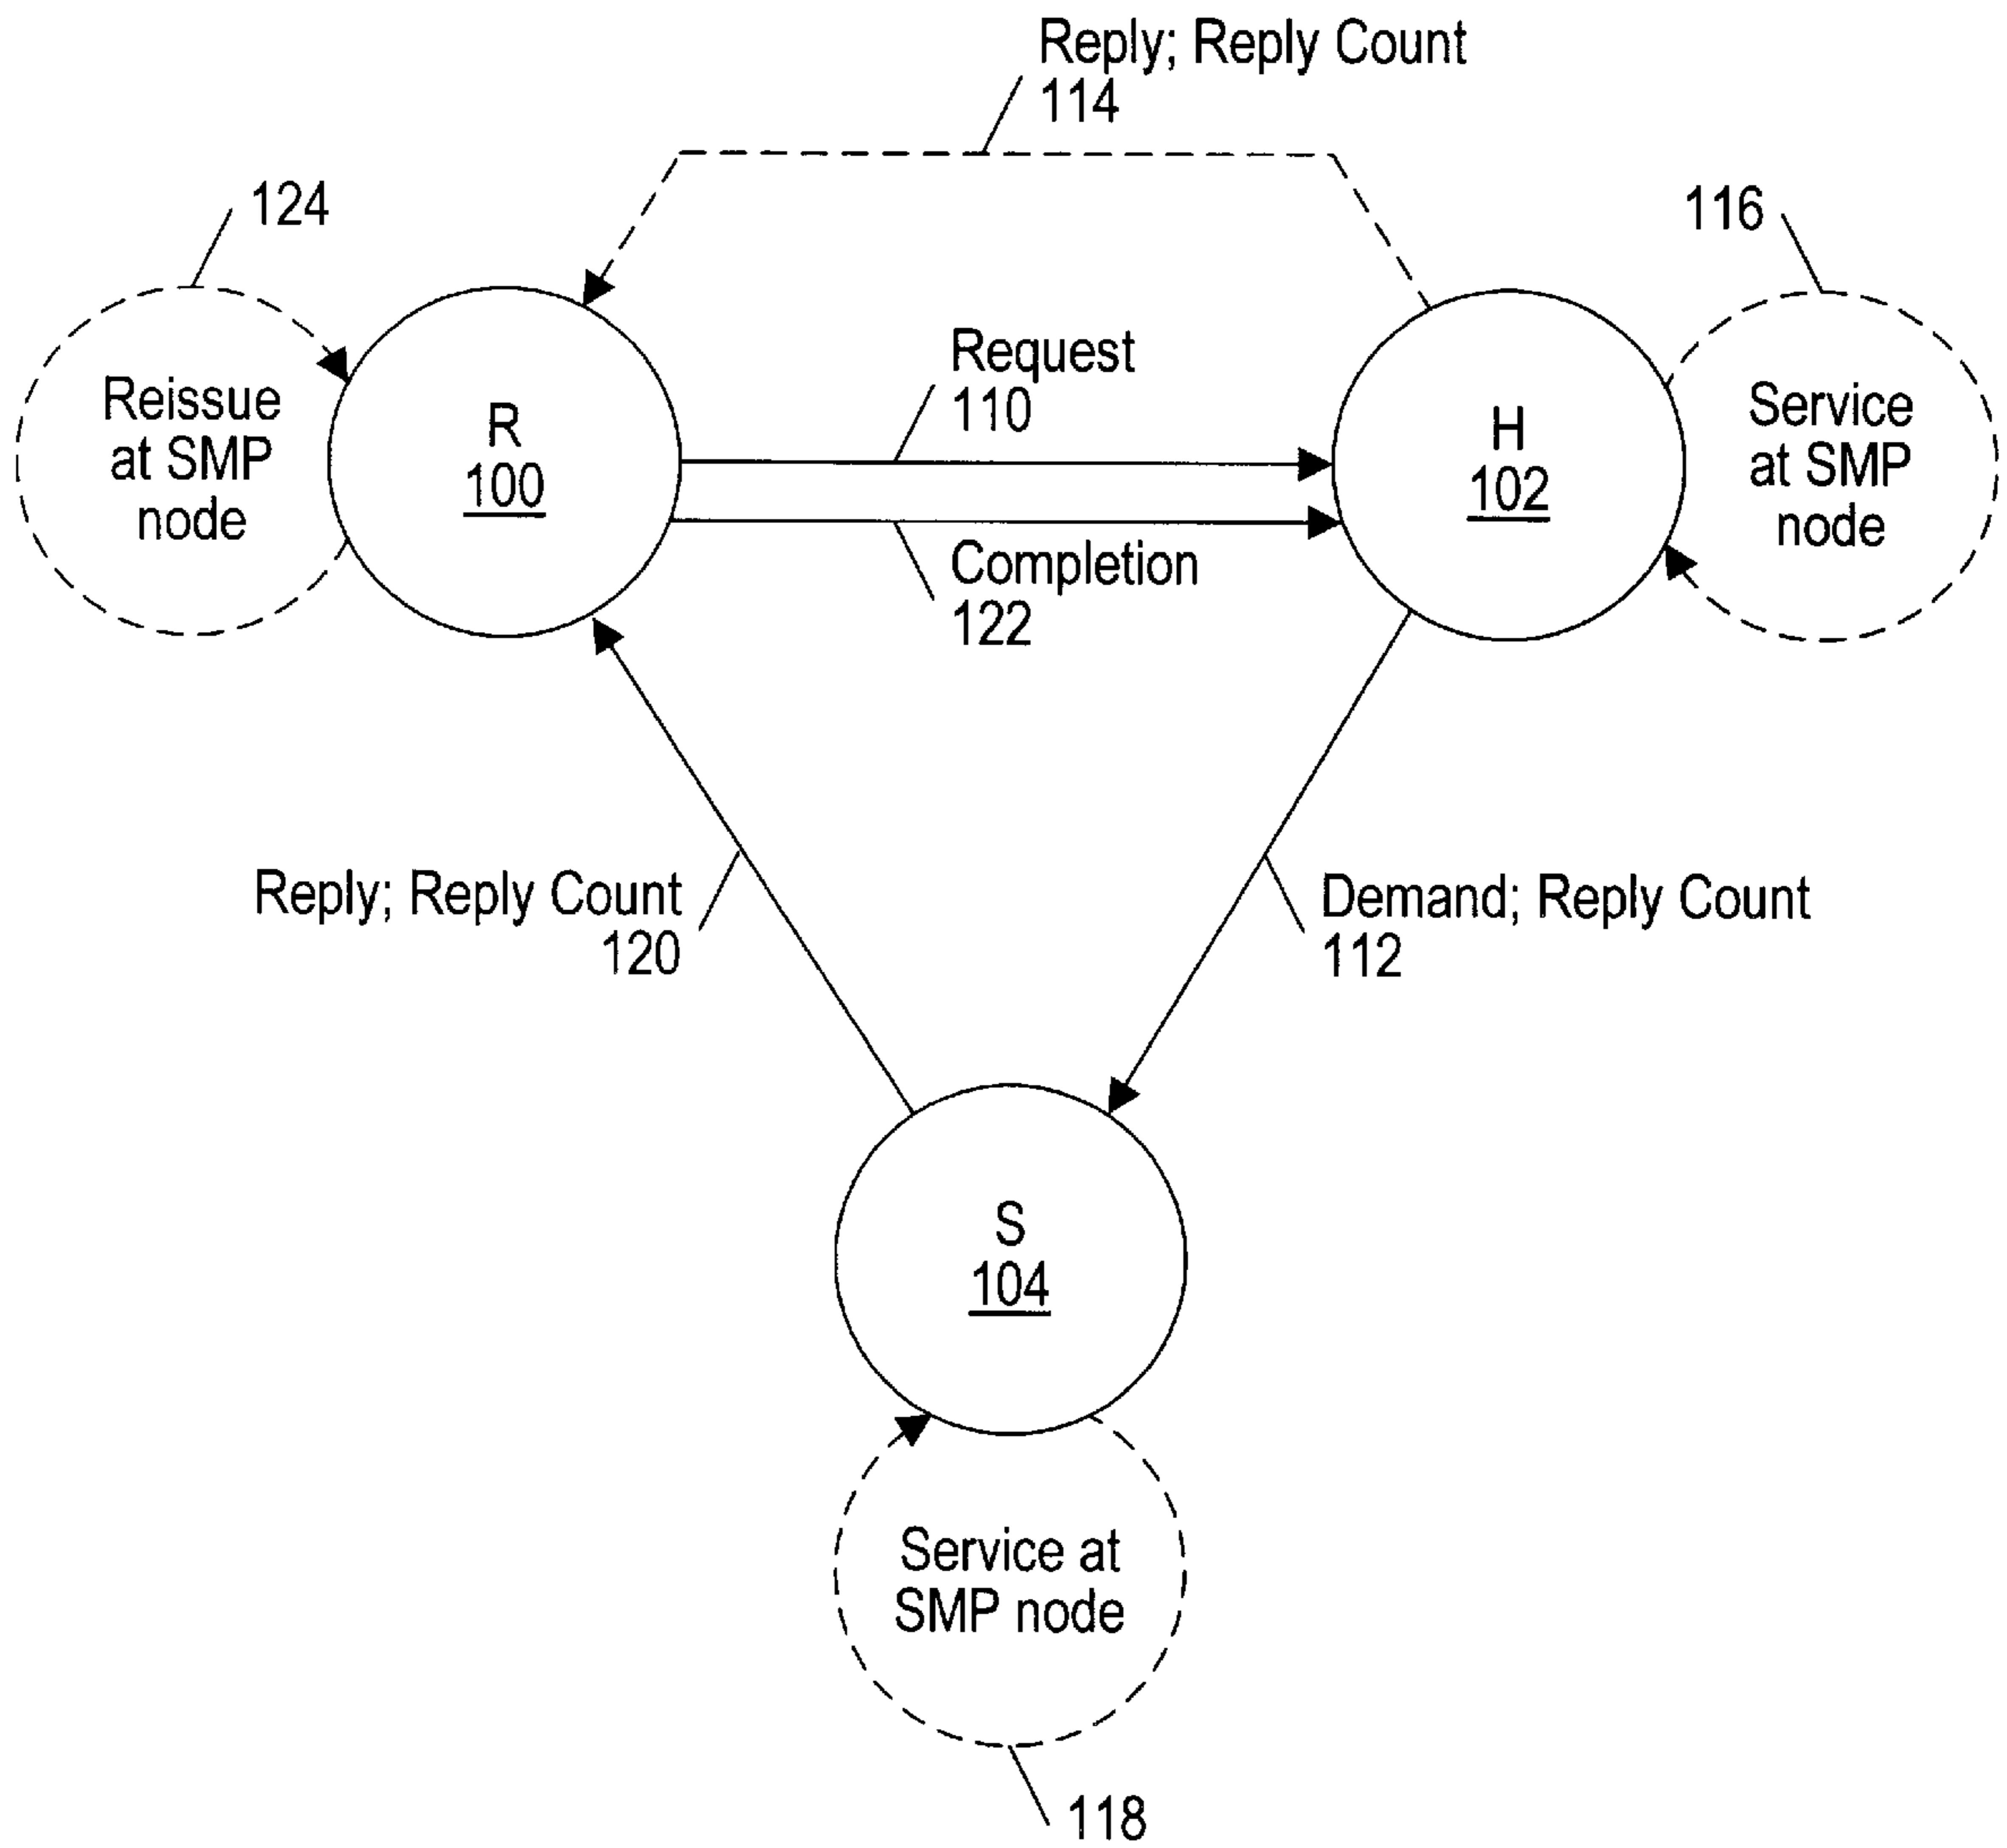 Reply; Reply Count
114
124
116
Reissue
at SMP
node
R
100
Request
110
Completion
122
H
102
Service
at SMP
node
Reply; Reply Count
120
Demand; Reply Count
112
S
104
Service at
SMP node
118